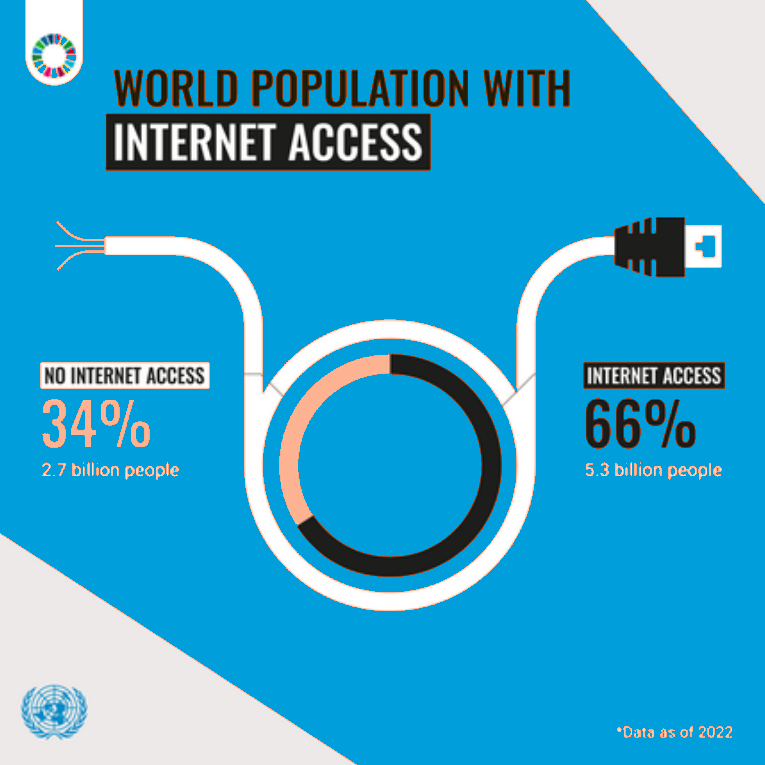 WORLD POPULATION WITH
INTERNET ACCESS
NO INTERNET ACCESS
34%
2.7 billion people
INTERNET ACCESS
66%
5.3 billion people
*Data as of 2022